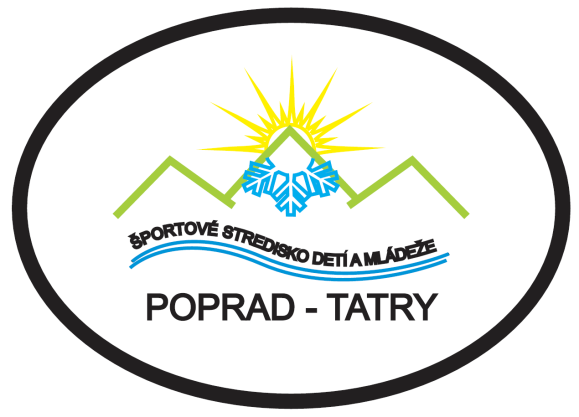 ŠPORTOVÉ STREDISKO DETÍ A MLÁDEŽE
POPRAD - TATRY